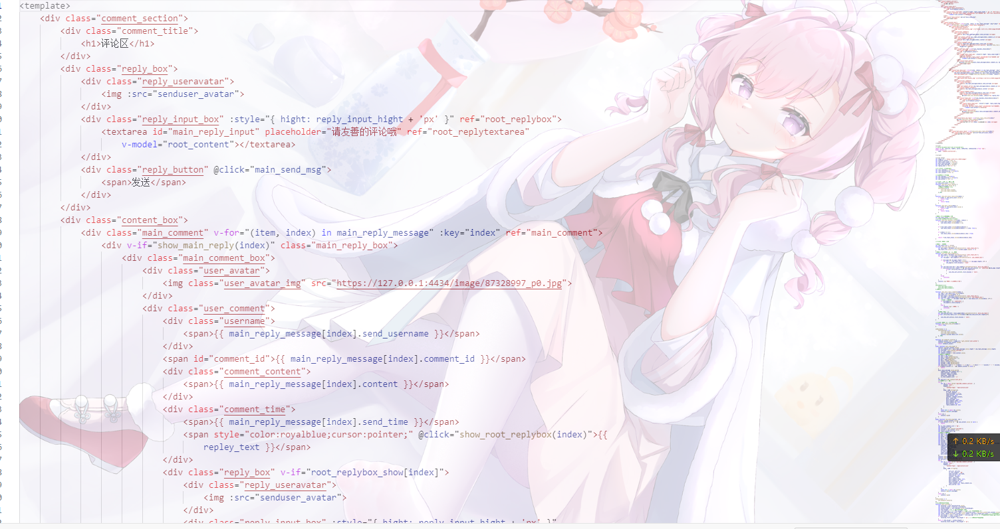 <template>
<div class="comment_section">
<div class="comment_title">
<h1>评论区</h1>
</div>
<div class="reply_box">
<div class="reply_useravatar">
<img :src="senduser_avatar">
</div>
<div class="reply_input_box" :style="{ hight: reply_input_hight + 'px' }" ref="root_replybox">
<textarea id="main_reply_input" placeholder="请友善的评论哦" ref="root_replytextarea"
v-model="root_content"></textarea>
</div>
<div class="reply_button" @click="main_send_msg">
<span>发送</span>
</div>
</div>
<div class="content_box">
<div class="main_comment" v-for="(item, index) in main_reply_message" :key="index" ref="main_comment">
<div v-if="show_main_reply(index)" class="main_reply_box">
<div class="main_comment_box">
<div class="user_avatar">
<img class="user_avatar_img" src="https://127.0.0.1:4434/image/87328997_p0.jpg">
</div>
<div class="user_comment">
<div class="username">
<span>{{ main_reply_message[index].send_username }}</span>
</div>
<span id="comment_id">{{ main_reply_message[index].comment_id }}</span>
<div class="comment_content">
<span>{{ main_reply_message[index].content }}</span>
</div>
<div class="comment_time">
<span>{{ main_reply_message[index].send_time }}</span>
<span style="color:royalblue;cursor:pointer;" @click="show_root_replybox(index)">{{
repley_text }}</span>
</div>
<div class="reply_box" v-if="root_replybox_show[index]">
<div class="reply_useravatar">
<img :src="senduser_avatar">
</div>
<div class="reply_input_box" :style="{ hight: reply_input_hight + 'px' }"
↑ 0.2 KB/s
↓ 0.2 KB/s